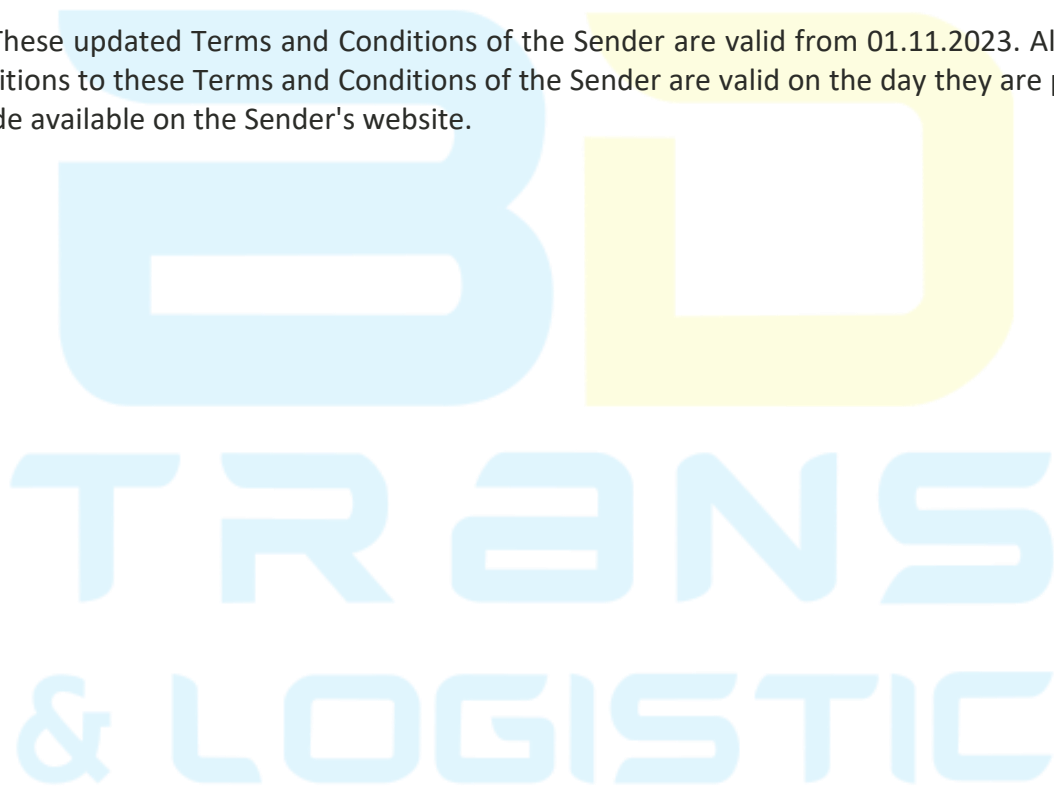 These updated Terms and Conditions of the Sender are valid from 01.11.2023. Al
itions to these Terms and Conditions of the Sender are valid on the day they are p
de available on the Sender's website.
BD
TRANS
& LOGISTIC